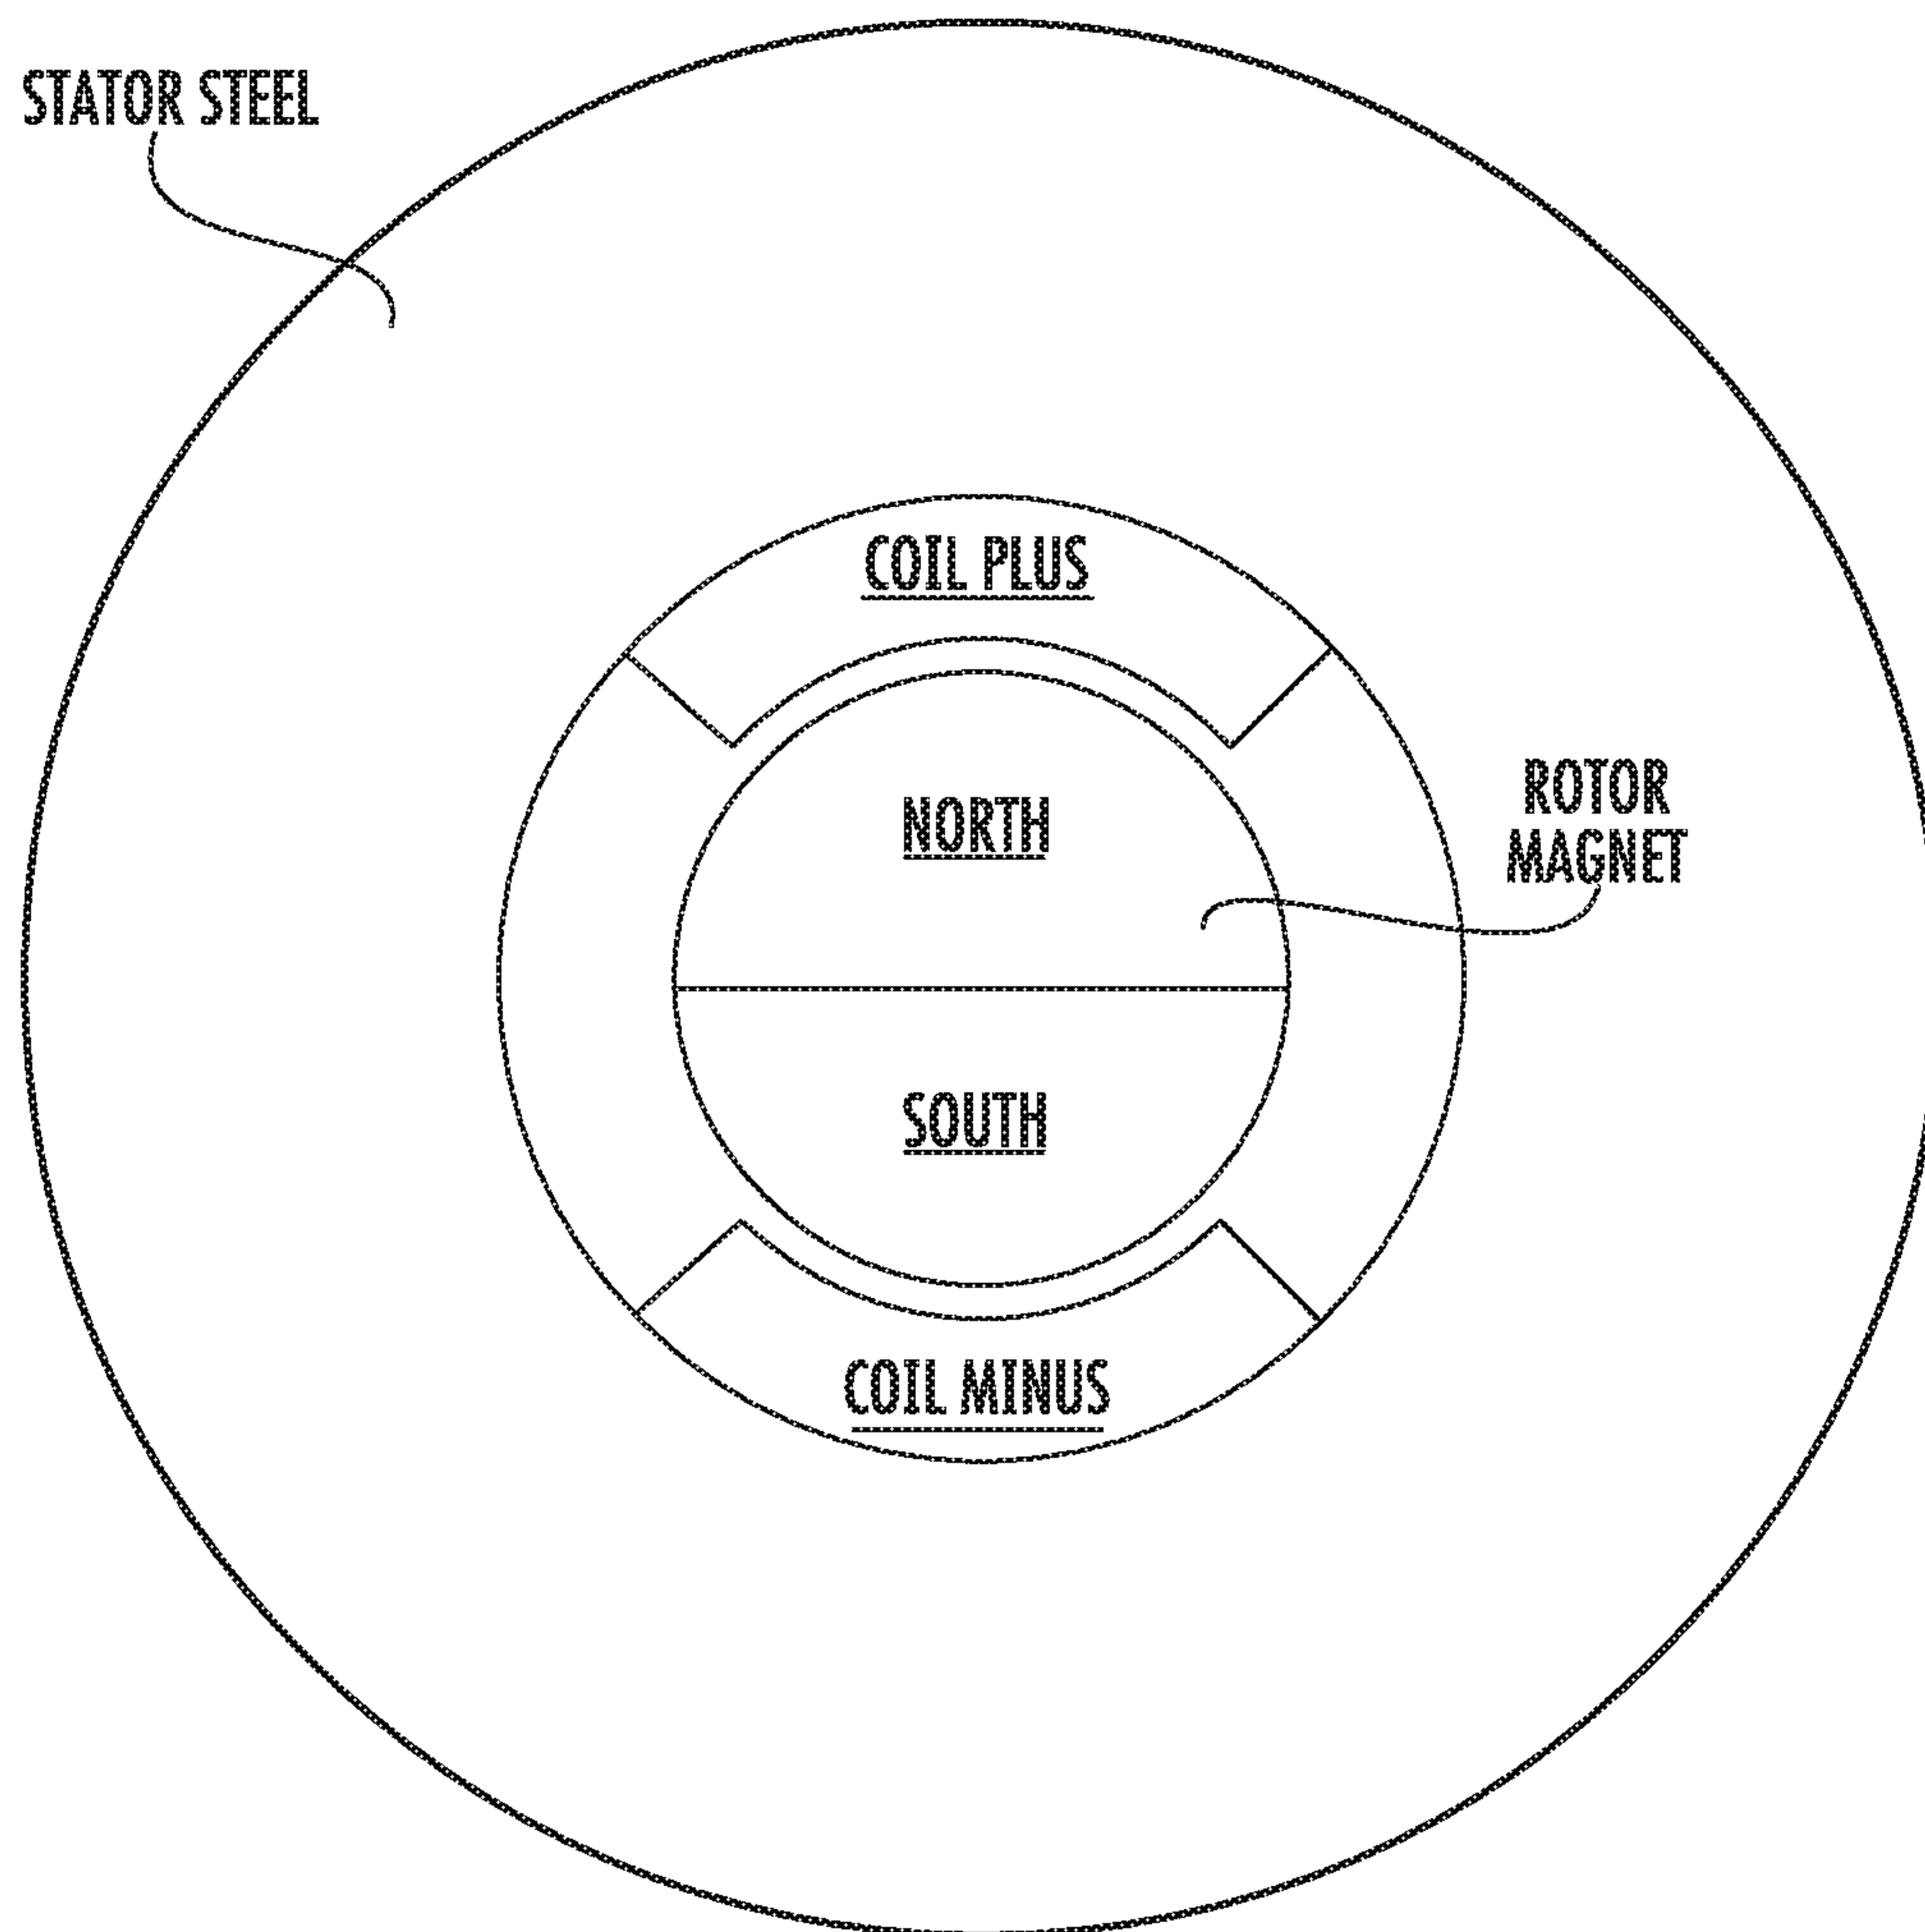 STATOR STEEL
COIL PLUS
NORTH
ROTOR
MAGNET
SOUTH
COIL MINUS